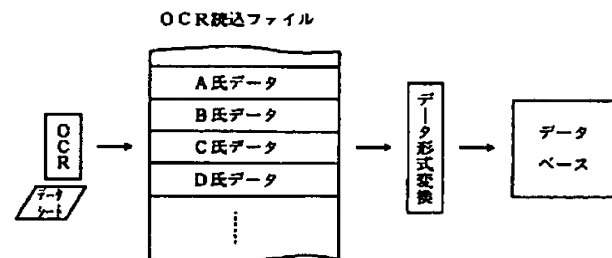 OCR読込ファイル
A氏データ
B氏データ
C氏データ
D氏データ
OCR
データ
シート
データ形式変換
データ
ベース